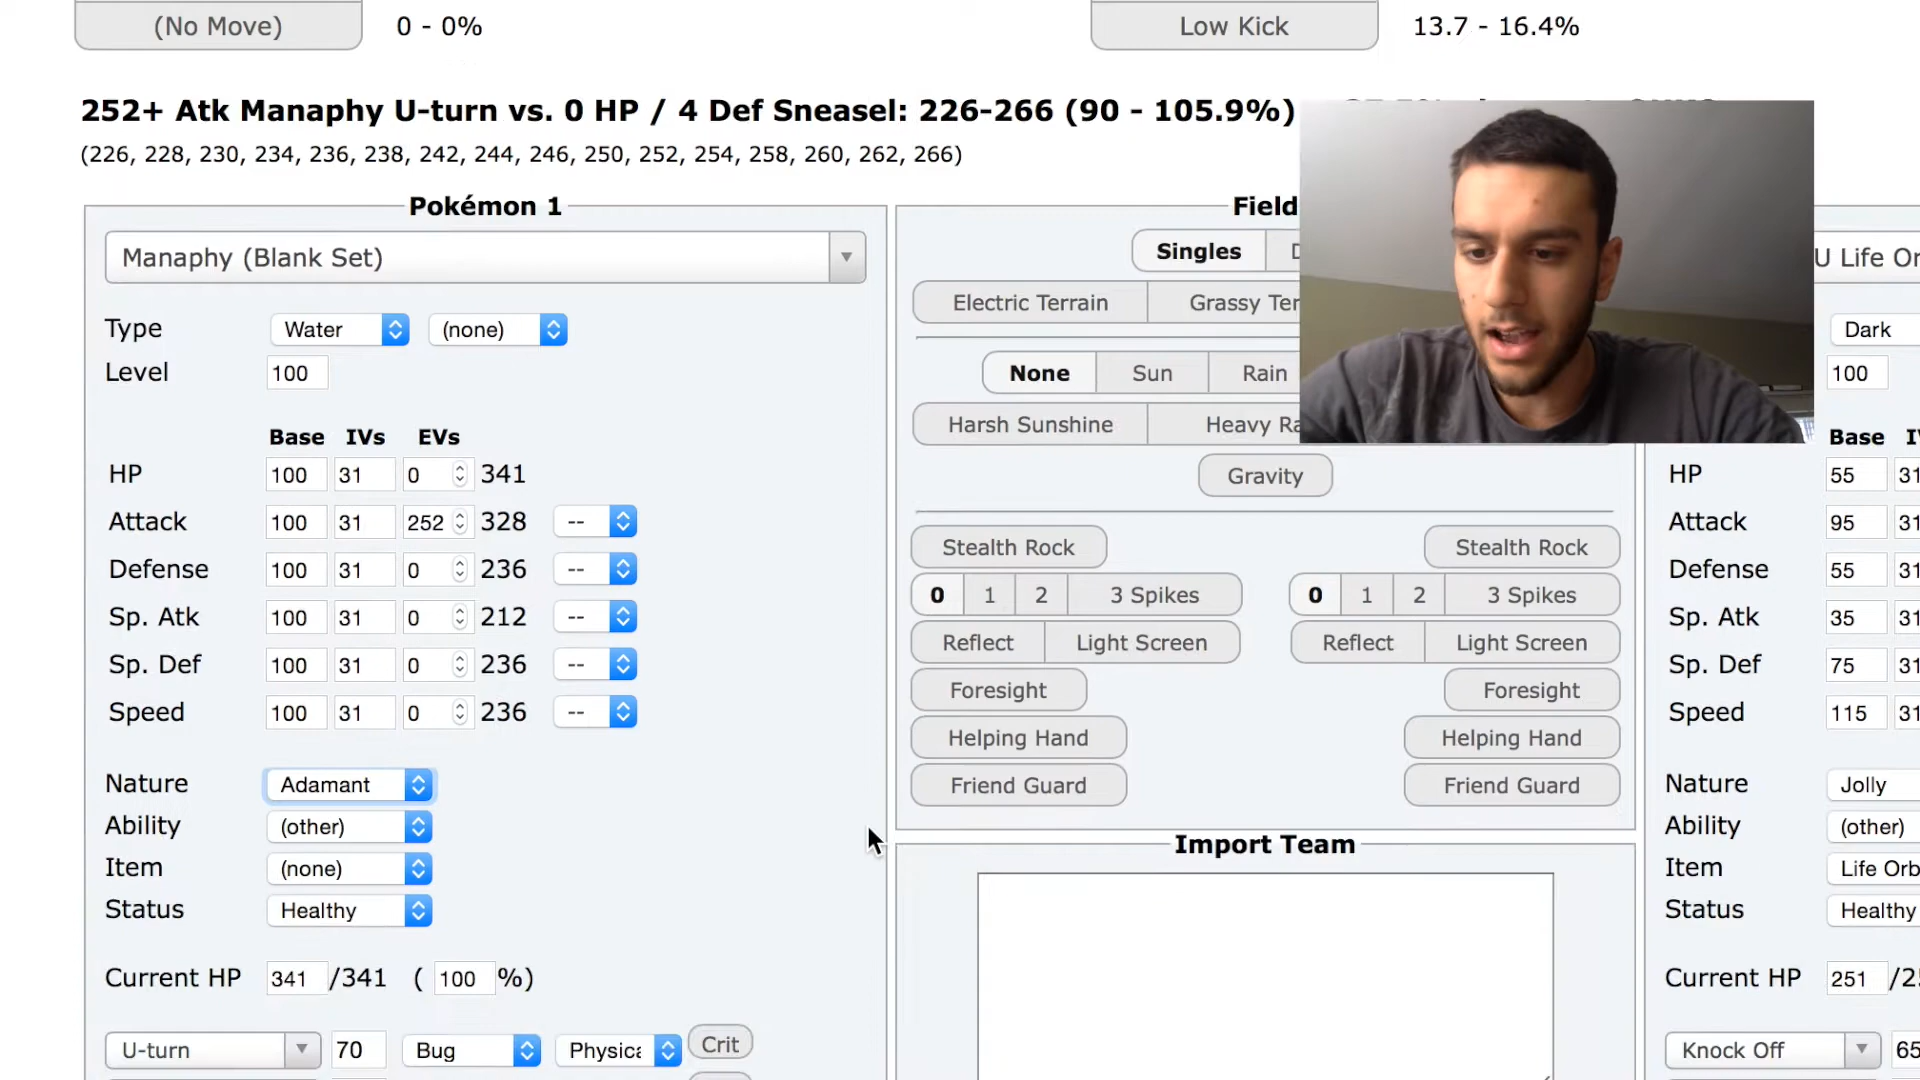 (No Move) 0 - 0% Low Kick 13.7 - 16.4%
252+ Atk Manaphy U-turn vs. 0 HP / 4 Def Sneasel: 226-266 (90 - 105.9%)
(226, 228, 230, 234, 236, 238, 242, 244, 246, 250, 252, 254, 258, 260, 262, 266)
Pokémon 1
Manaphy (Blank Set)
Type Water (none)
Level 100
Base IVs EVs
HP 100 31 0 341
Attack 100 31 252 328 --
Defense 100 31 0 236 --
Sp. Atk 100 31 0 212 --
Sp. Def 100 31 0 236 --
Speed 100 31 0 236 --
Nature Adamant
Ability (other)
Item (none)
Status Healthy
Current HP 341 /341 ( 100 %)
U-turn 70 Bug Physica Crit
Field
Singles
Electric Terrain Grassy Ter
None Sun Rain
Harsh Sunshine Heavy Ra
Gravity
Stealth Rock Stealth Rock
0 1 2 3 Spikes 0 1 2 3 Spikes
Reflect Light Screen Reflect Light Screen
Foresight Foresight
Helping Hand Helping Hand
Friend Guard Friend Guard
Import Team
U Life Or
Dark
100
Base
HP 55 31
Attack 95 31
Defense 55 31
Sp. Atk 35 31
Sp. Def 75 31
Speed 115 31
Nature Jolly
Ability (other)
Item Life Orb
Status Healthy
Current HP 251
Knock Off 65